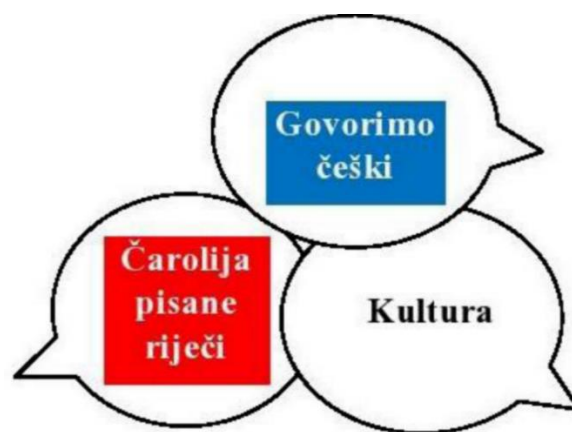 Govorimo
češki
Čarolija
pisane
riječi
Kultura